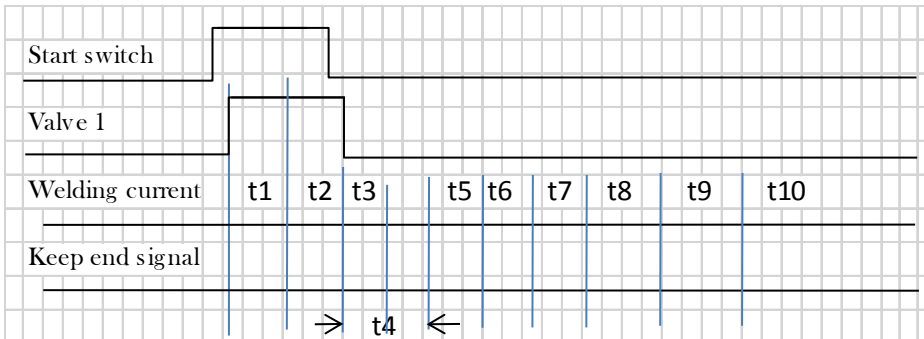 Start switch
Valve 1
Welding current t1 t2 t3 t5 t6 t7 t8 t9 t10
Keep end signal
t4